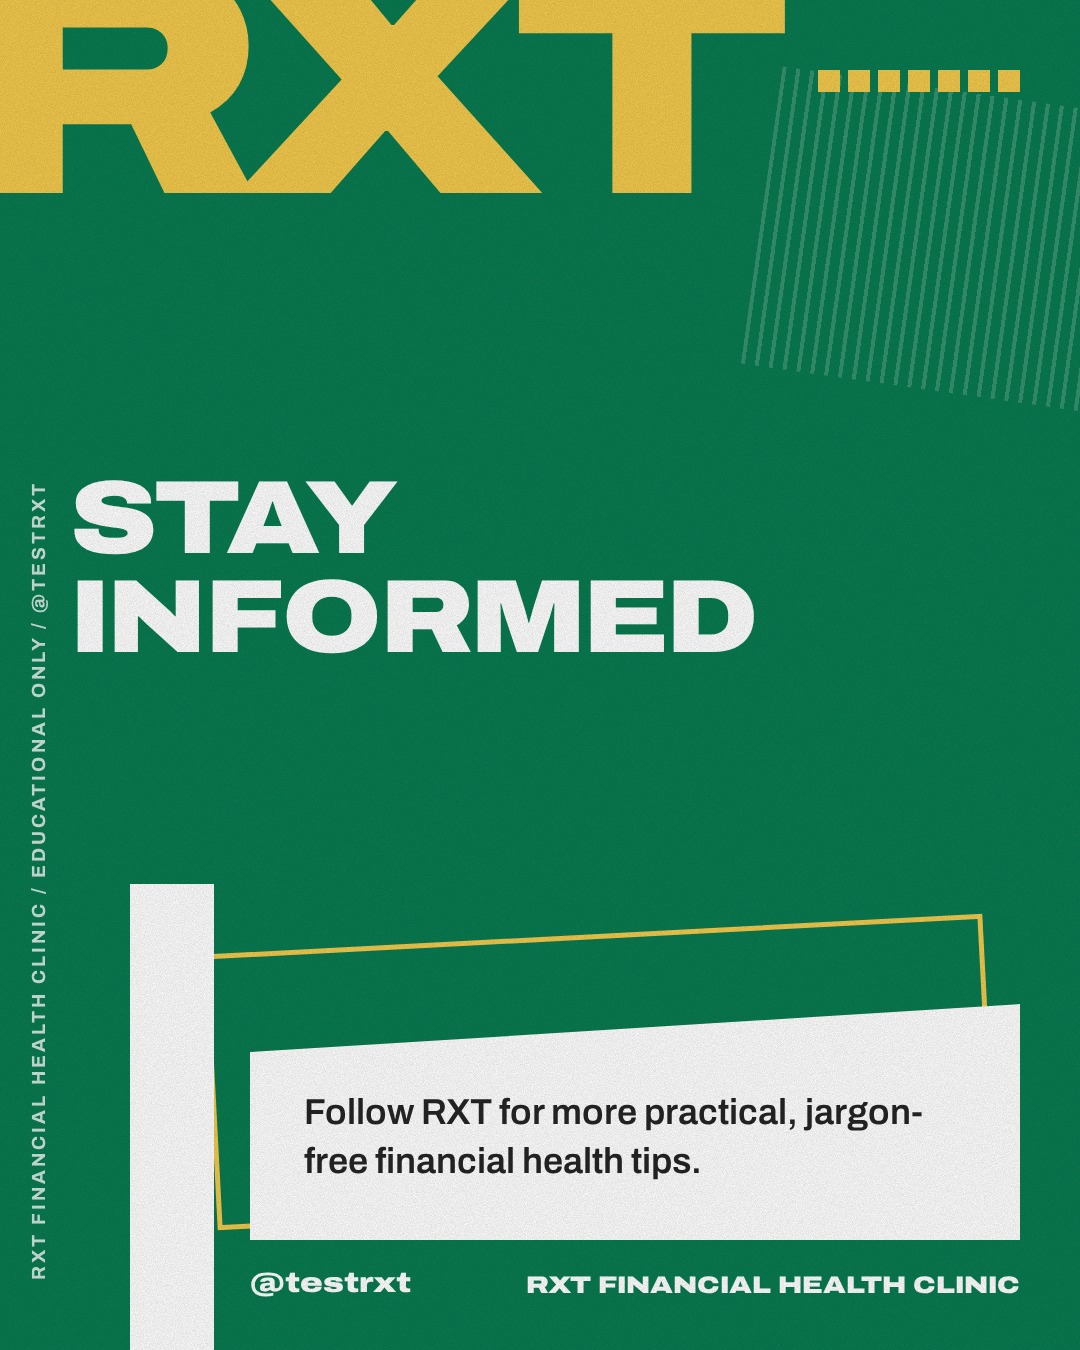 RXT
STAY
INFORMED
RXT FINANCIAL HEALTH CLINIC / EDUCATIONAL ONLY / @TESTRXT
Follow RXT for more practical, jargon-
free financial health tips.
@testrxt
RXT FINANCIAL HEALTH CLINIC